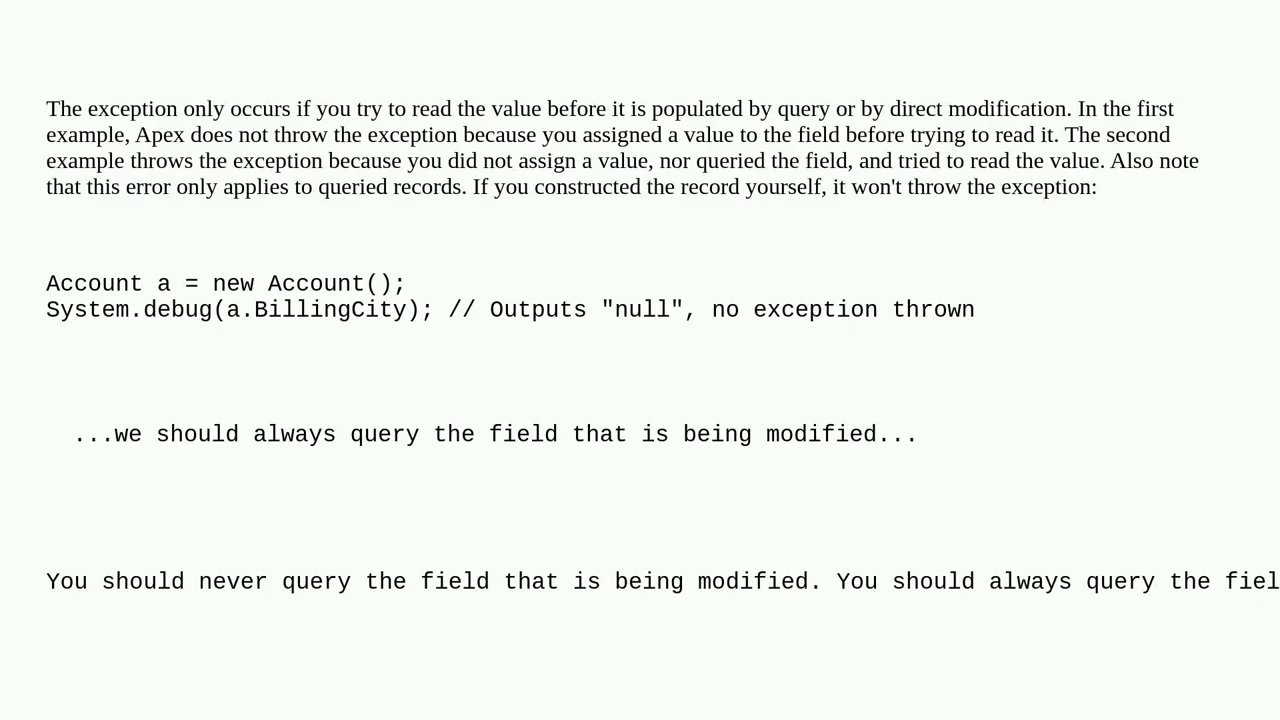 The exception only occurs if you try to read the value before it is populated by query or by direct modification. In the first
example, Apex does not throw the exception because you assigned a value to the field before trying to read it. The second
example throws the exception because you did not assign a value, nor queried the field, and tried to read the value. Also note
that this error only applies to queried records. If you constructed the record yourself, it won't throw the exception:
Account a = new Account();
System.debug(a.BillingCity); // Outputs "null", no exception thrown
...we should always query the field that is being modified...
You should never query the field that is being modified. You should always query the fiel